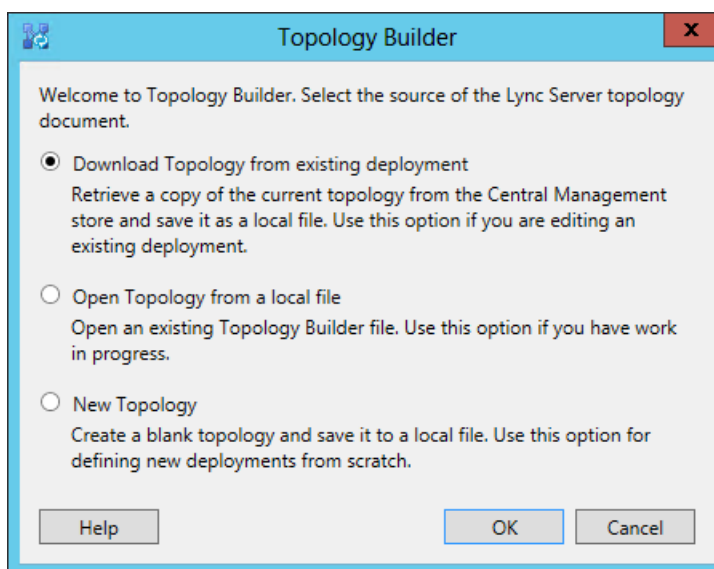 Topology Builder
x
Welcome to Topology Builder. Select the source of the Lync Server topology
document.
Download Topology from existing deployment
Retrieve a copy of the current topology from the Central Management
store and save it as a local file. Use this option if you are editing an
existing deployment.
Open Topology from a local file
Open an existing Topology Builder file. Use this option if you have work
in progress.
New Topology
Create a blank topology and save it to a local file. Use this option for
defining new deployments from scratch.
Help
OK
Cancel